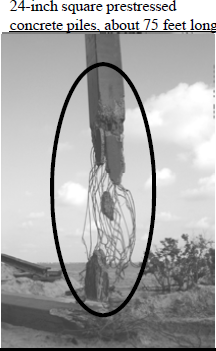 24-inch square prestressed
concrete piles, about 75 feet long